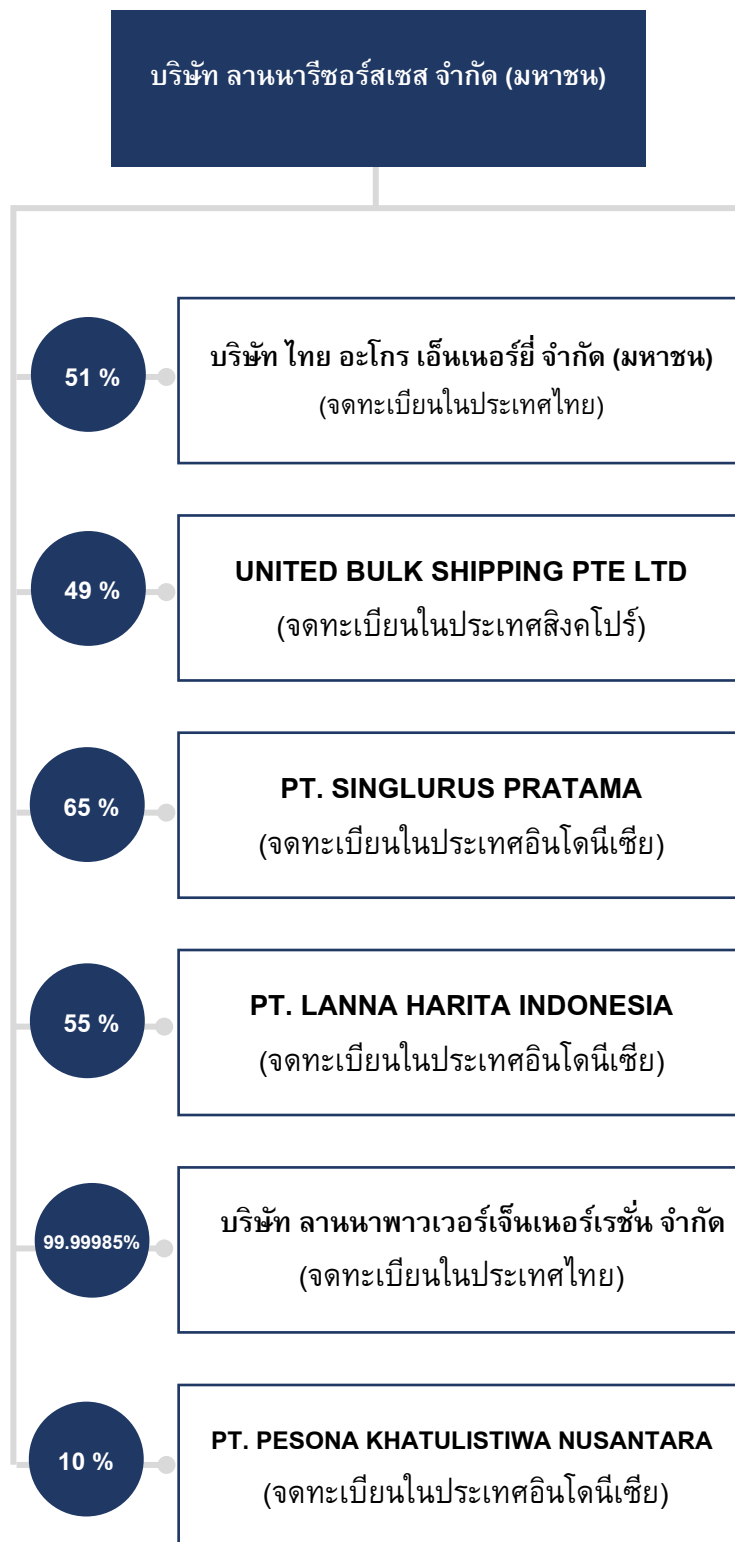 บริษัท ลานนารีซอร์สเซส จำกัด (มหาชน)
51 %
บริษัท ไทย อะโกร เอ็นเนอร์ยี่ จำกัด (มหาชน)
(จดทะเบียนในประเทศไทย)
49 %
UNITED BULK SHIPPING PTE LTD
(จดทะเบียนในประเทศสิงคโปร์)
65 %
PT. SINGLURUS PRATAMA
(จดทะเบียนในประเทศอินโดนีเซีย)
55 %
PT. LANNA HARITA INDONESIA
(จดทะเบียนในประเทศอินโดนีเซีย)
99.99985%
บริษัท ลานนาพาวเวอร์เจ็นเนอร์เรชั่น จำกัด
(จดทะเบียนในประเทศไทย)
10 %
PT. PESONA KHATULISTIWA NUSANTARA
(จดทะเบียนในประเทศอินโดนีเซีย)